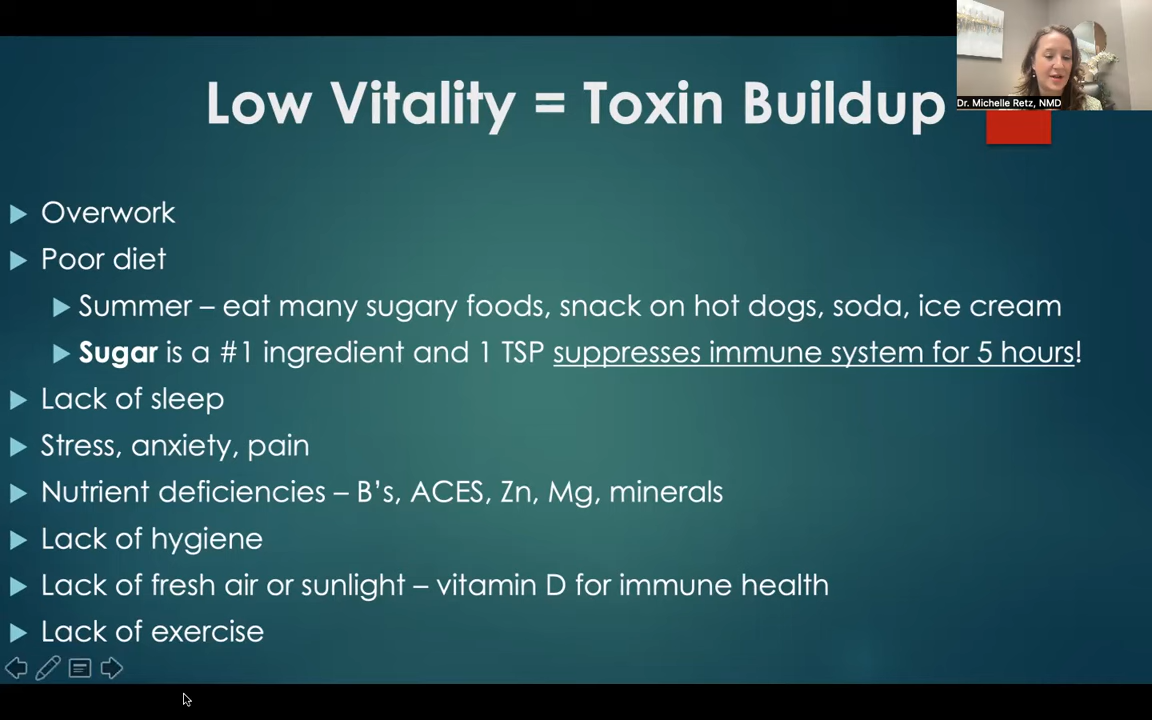 Low Vitality = Toxin Buildup
Dr. Michelle Retz, NMD
Overwork
Poor diet
Summer – eat many sugary foods, snack on hot dogs, soda, ice cream
Sugar is a #1 ingredient and 1 TSP suppresses immune system for 5 hours!
Lack of sleep
Stress, anxiety, pain
Nutrient deficiencies – B’s, ACES, Zn, Mg, minerals
Lack of hygiene
Lack of fresh air or sunlight – vitamin D for immune health
Lack of exercise